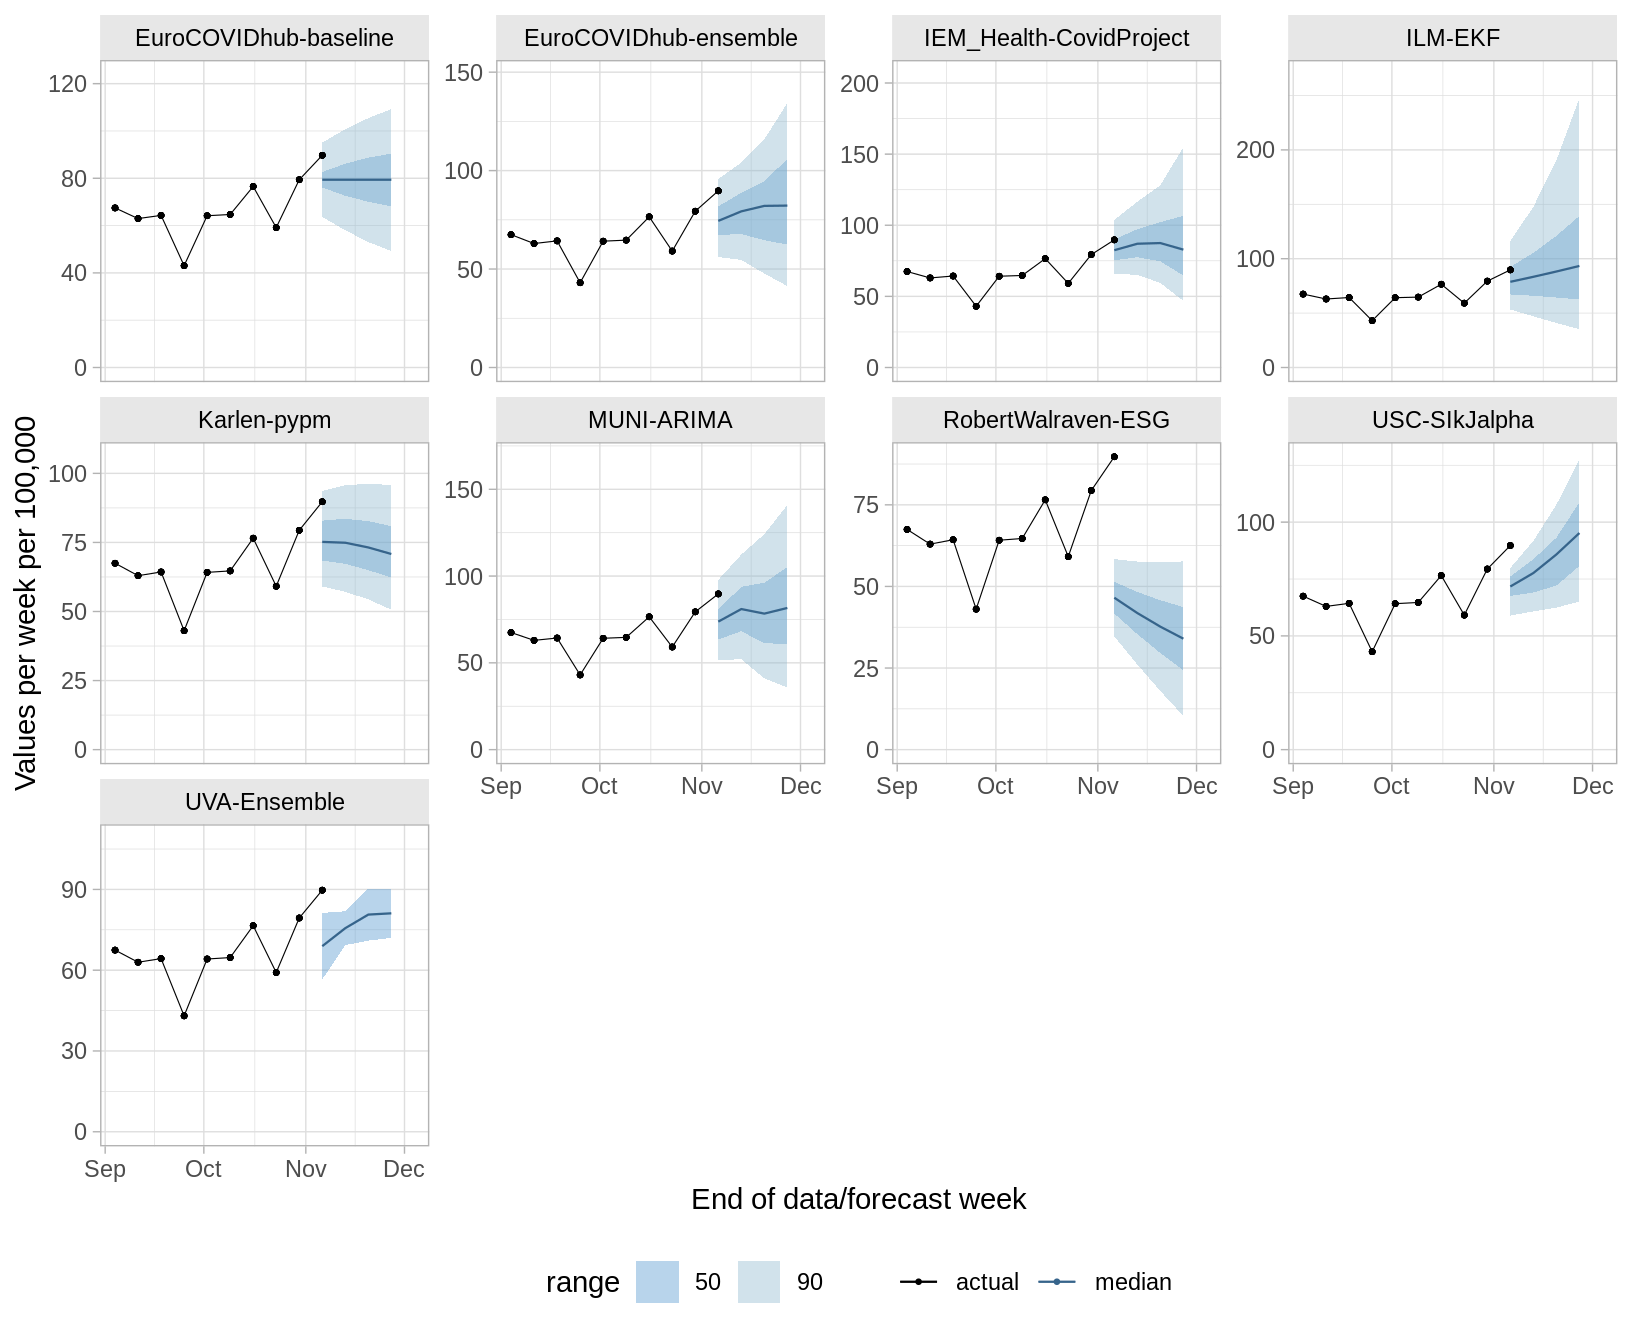 EuroCOVIDhub-baseline EuroCOVIDhub-ensemble IEM_Health-CovidProject ILM-EKF
120 150 200
80 100 150 200
40 50 100 100
50
0 0 0 0
Values per week per 100,000
Karlen-pypm MUNI-ARIMA RobertWalraven-ESG USC-SIkJalpha
100 150 75 100
75 100 50 50
50 50 25
25
0 0 0 0
Sep Oct Nov Dec Sep Oct Nov Dec Sep Oct Nov Dec
UVA-Ensemble
90
60
30
0
Sep Oct Nov Dec
End of data/forecast week
range 50 90 actual median